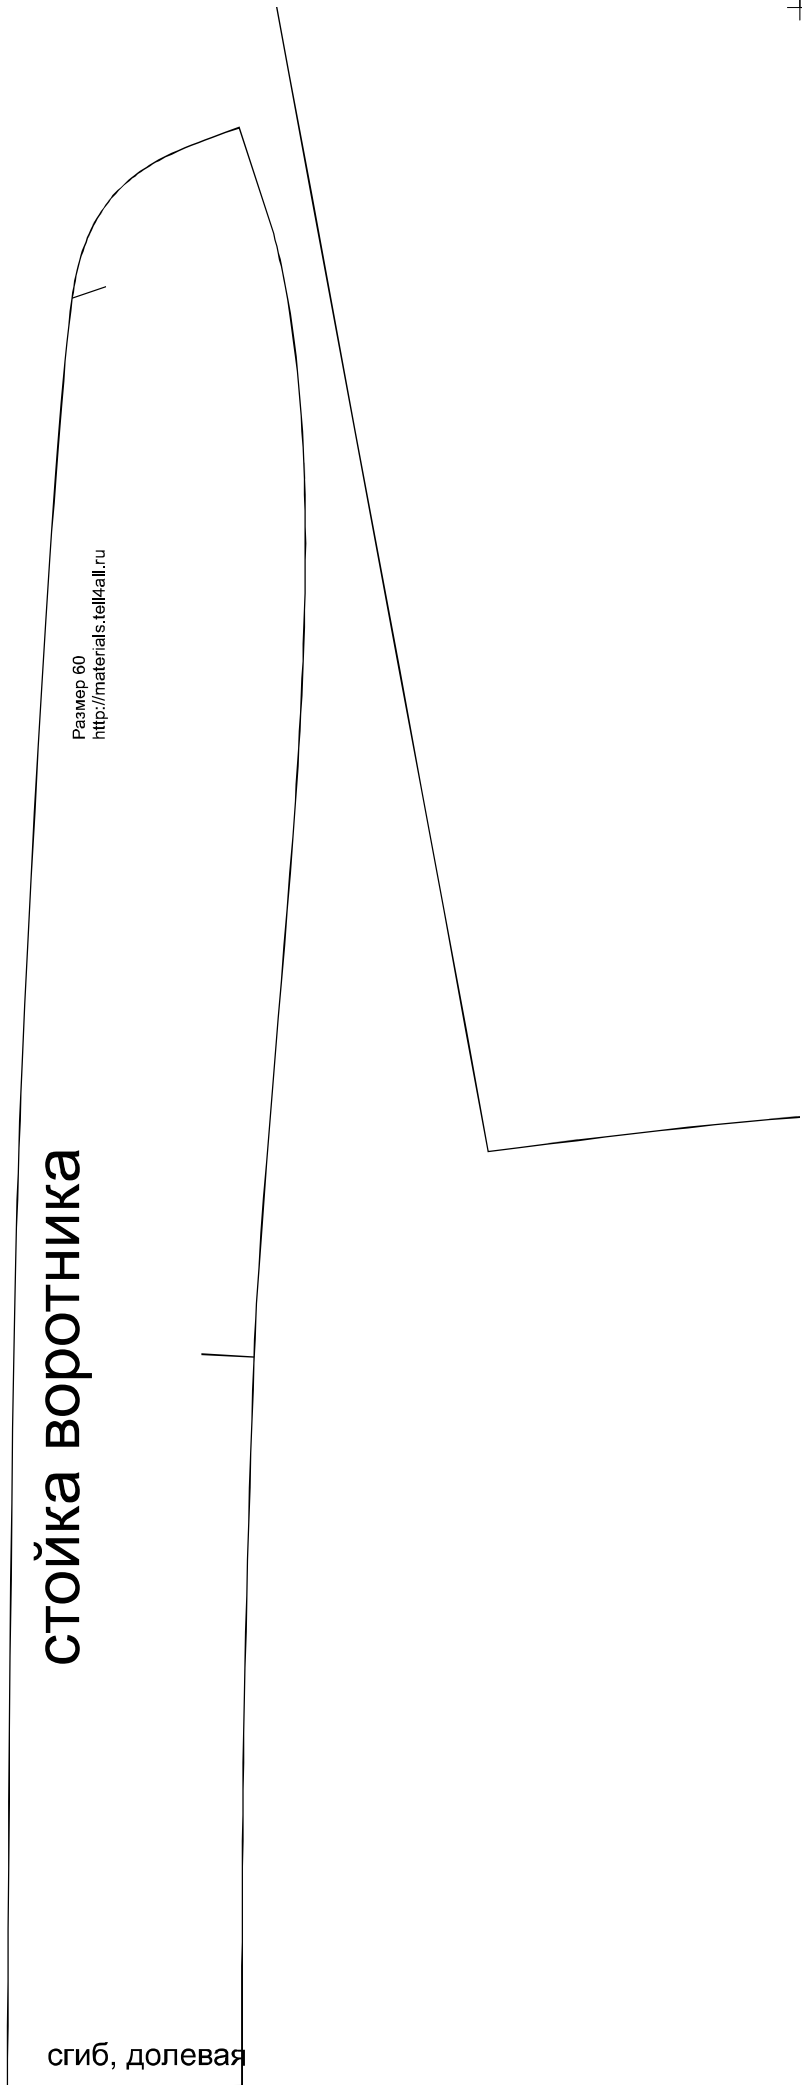 Размер 60
http://materials.tell4all.ru
стойка воротника
сгиб, долевая